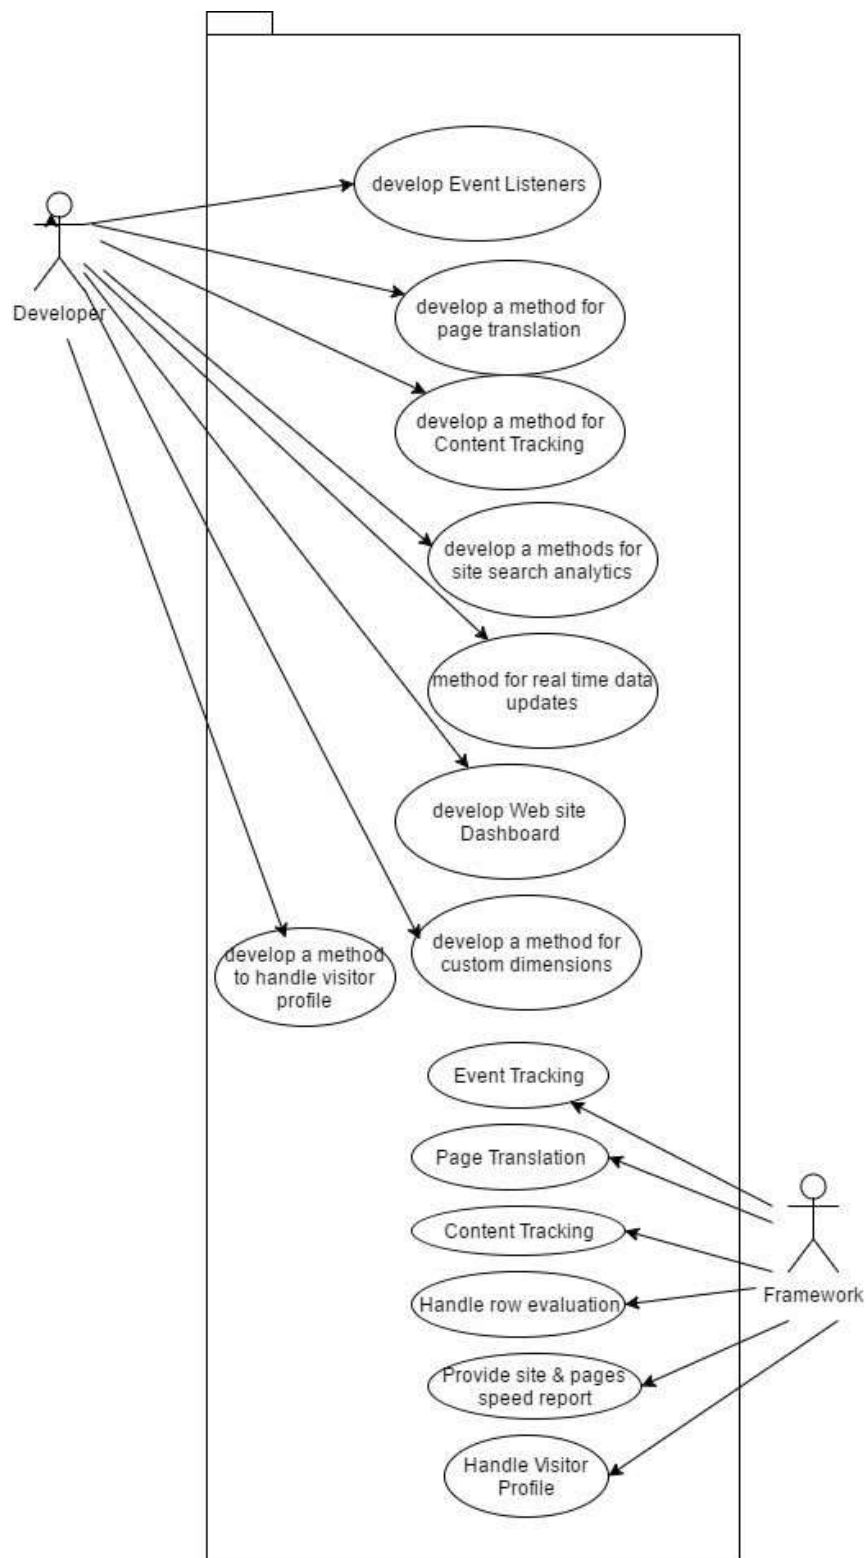 develop Event Listeners
Developer
develop a method for
page translation
develop a method for
Content Tracking
develop a methods for
site search analytics
method for real time data
updates
develop Web site
Dashboard
develop a method for
custom dimensions
develop a method
to handle visitor
profile
Event Tracking
Page Translation
Content Tracking
Handle row evaluation
Framework
Provide site & pages
speed report
Handle Visitor
Profile